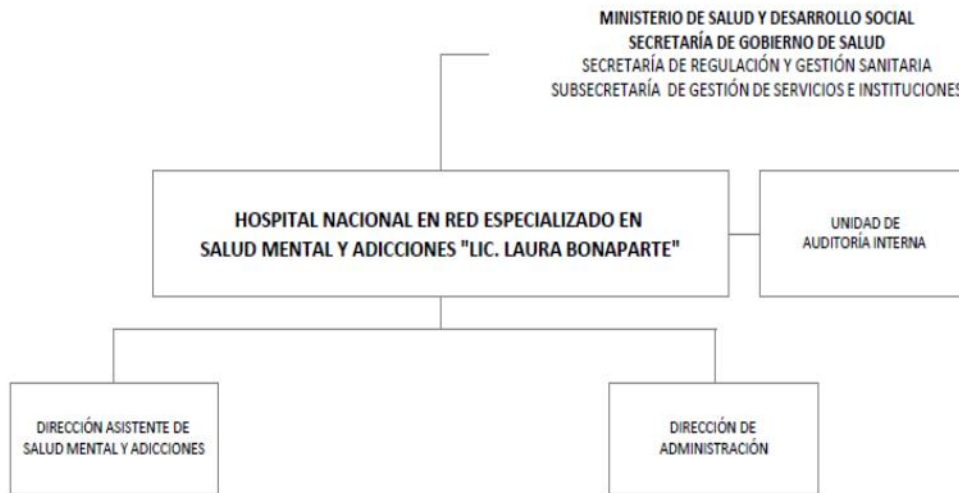 MINISTERIO DE SALUD Y DESARROLLO SOCIAL
SECRETARÍA DE GOBIERNO DE SALUD
SECRETARÍA DE REGULACIÓN Y GESTIÓN SANITARIA
SUBSECRETARÍA DE GESTIÓN DE SERVICIOS E INSTITUCIONES
HOSPITAL NACIONAL EN RED ESPECIALIZADO EN
SALUD MENTAL Y ADICCIONES "LIC. LAURA BONAPARTE"
UNIDAD DE
AUDITORÍA INTERNA
DIRECCIÓN ASISTENTE DE
SALUD MENTAL Y ADICCIONES
DIRECCIÓN DE
ADMINISTRACIÓN